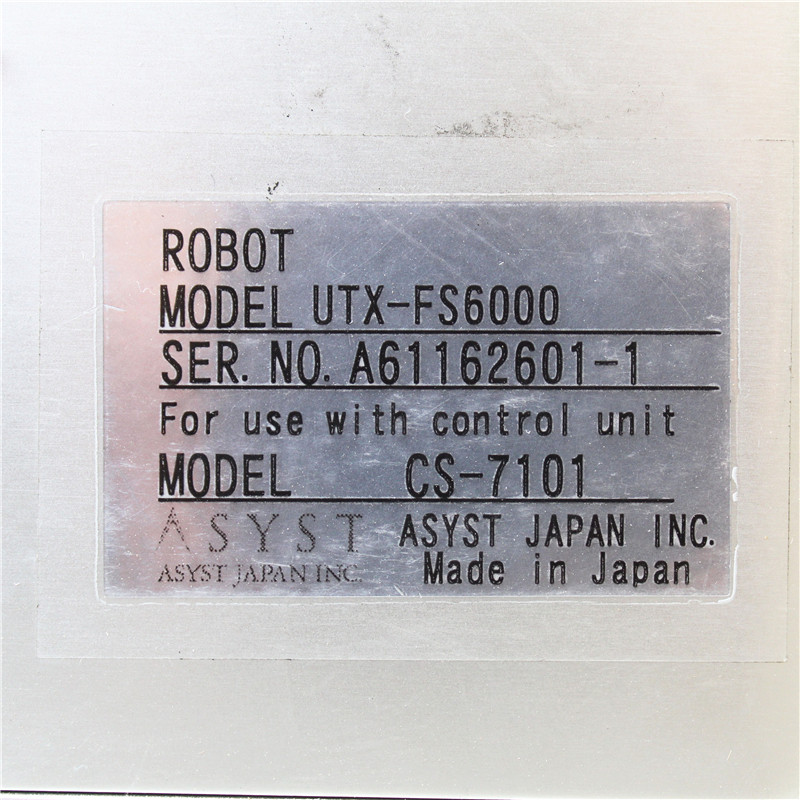 ROBOT
MODEL UTX-FS6000
SER. NO. A61162601-1
For use with control unit
MODEL CS-7101
ASYST ASYST JAPAN INC.
ASYST JAPAN INC. Made in Japan